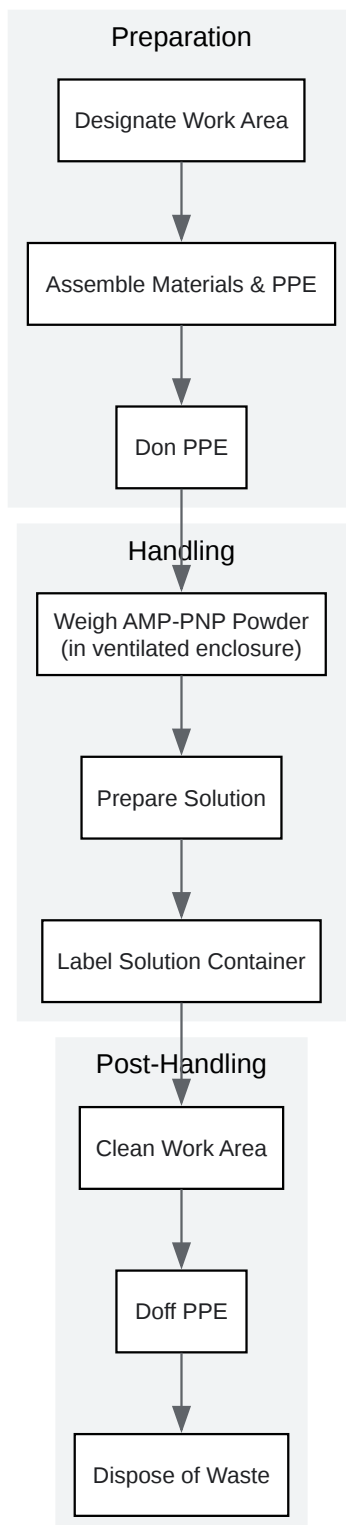 Preparation
Designate Work Area
Assemble Materials & PPE
Don PPE
Handling
Weigh AMP-PNP Powder
(in ventilated enclosure)
Prepare Solution
Label Solution Container
Post-Handling
Clean Work Area
Doff PPE
Dispose of Waste